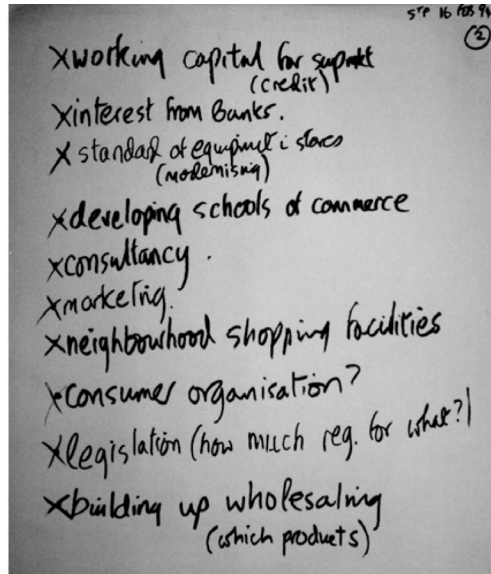 STP 16 FEB 94
(2)
x working capital for supmkt
(credit)
x interest from Banks.
x standard of equipment i stores
(modernising)
x developing schools of commerce
x consultancy.
x marketing.
x neighbourhood shopping facilities
x consumer organisation?
x legislation (how much reg. for what?)
x building up wholesaling
(which products)